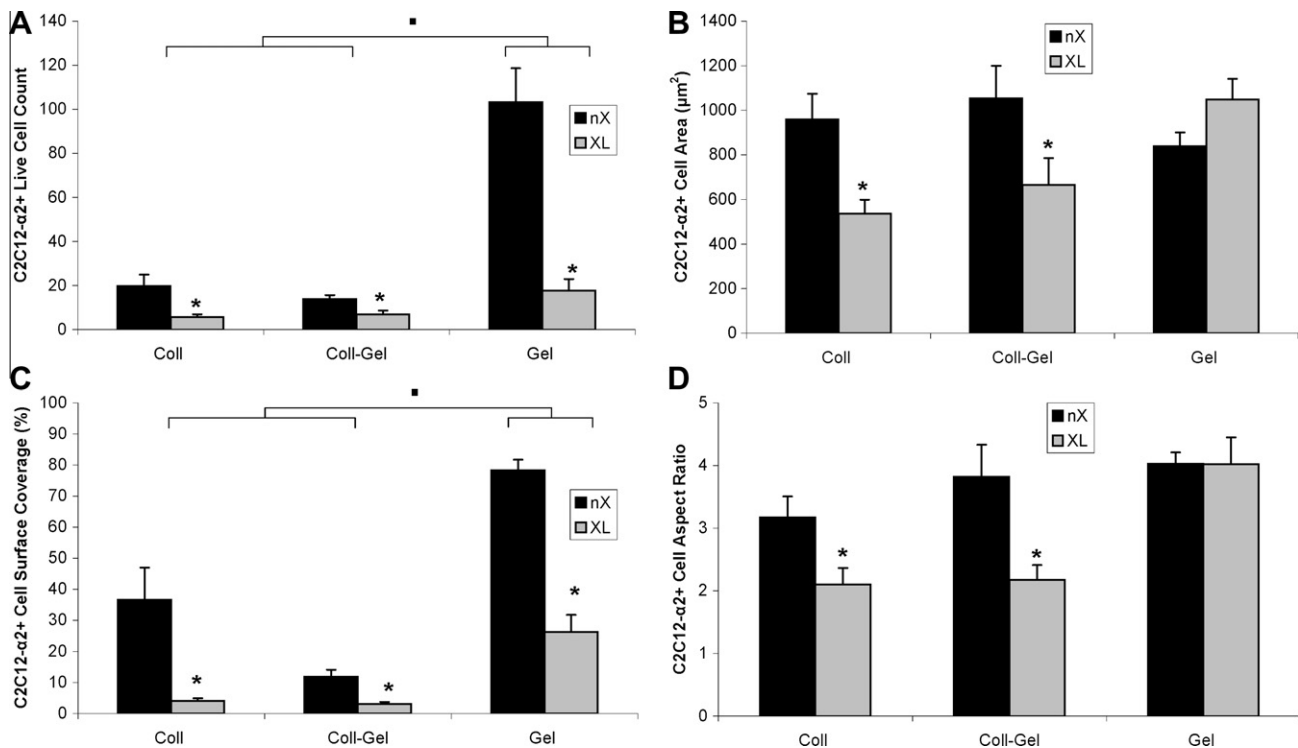 A
C2C12-α2+ Live Cell Count
140
120
100
80
60
40
20
0
nX
XL
*
*
*
Coll
Coll-Gel
Gel
B
C2C12-α2+ Cell Area (µm²)
1400
1200
1000
800
600
400
200
0
nX
XL
*
*
Coll
Coll-Gel
Gel
C
C2C12-α2+ Cell Surface Coverage (%)
100
90
80
70
60
50
40
30
20
10
0
nX
XL
*
*
*
Coll
Coll-Gel
Gel
D
C2C12-α2+ Cell Aspect Ratio
5
4
3
2
1
0
nX
XL
*
*
Coll
Coll-Gel
Gel